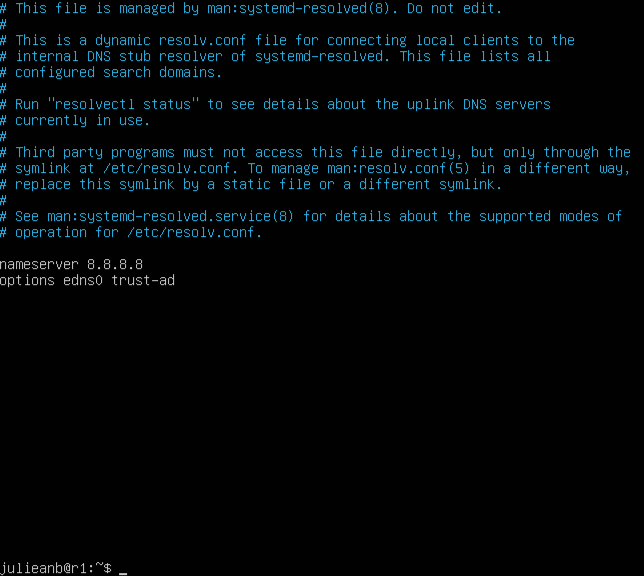 # This file is managed by man:systemd-resolved(8). Do not edit.
#
# This is a dynamic resolv.conf file for connecting local clients to the
# internal DNS stub resolver of systemd-resolved. This file lists all
# configured search domains.
#
# Run "resolvectl status" to see details about the uplink DNS servers
# currently in use.
#
# Third party programs must not access this file directly, but only through the
# symlink at /etc/resolv.conf. To manage man:resolv.conf(5) in a different way,
# replace this symlink by a static file or a different symlink.
#
# See man:systemd-resolved.service(8) for details about the supported modes of
# operation for /etc/resolv.conf.
nameserver 8.8.8.8
options edns0 trust-ad
julieanb@r1:~$ _